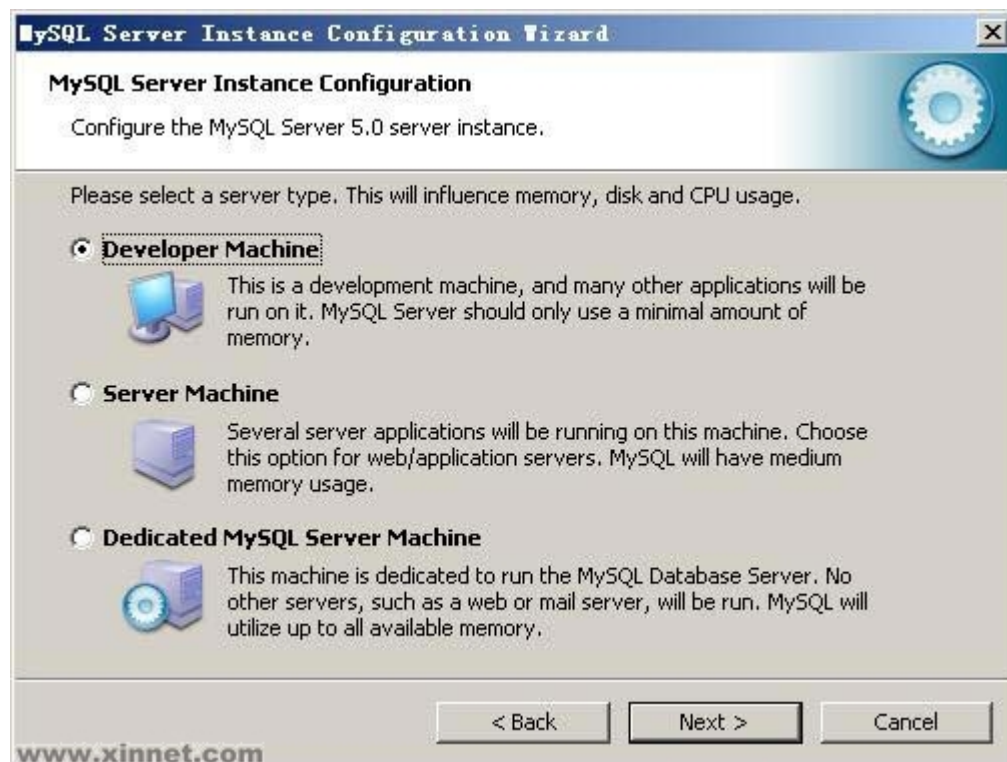 MySQL Server Instance Configuration Wizard
MySQL Server Instance Configuration
Configure the MySQL Server 5.0 server instance.
Please select a server type. This will influence memory, disk and CPU usage.
Developer Machine
This is a development machine, and many other applications will be
run on it. MySQL Server should only use a minimal amount of
memory.
Server Machine
Several server applications will be running on this machine. Choose
this option for web/application servers. MySQL will have medium
memory usage.
Dedicated MySQL Server Machine
This machine is dedicated to run the MySQL Database Server. No
other servers, such as a web or mail server, will be run. MySQL will
utilize up to all available memory.
< Back
Next >
Cancel
www.xinnet.com